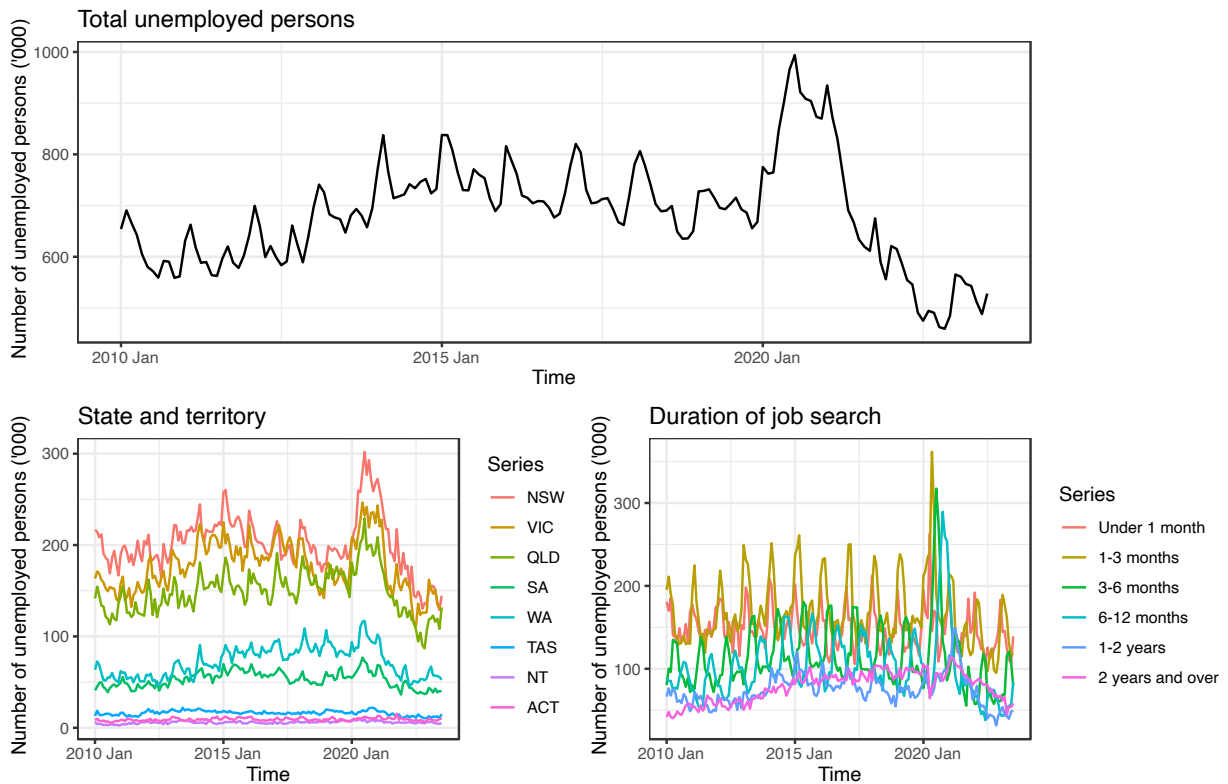 Total unemployed persons
Number of unemployed persons ('000)
1000
800
600
2010 Jan
2015 Jan
2020 Jan
Time
State and territory
Number of unemployed persons ('000)
300
200
100
0
2010 Jan
2015 Jan
2020 Jan
Time
Series
NSW
VIC
QLD
SA
WA
TAS
NT
ACT
Duration of job search
Number of unemployed persons ('000)
300
200
100
2010 Jan
2015 Jan
2020 Jan
Time
Series
Under 1 month
1-3 months
3-6 months
6-12 months
1-2 years
2 years and over